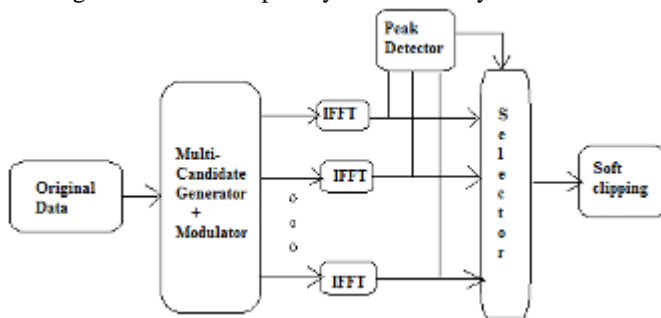 Peak
Detector
IFFT
IFFT
IFFT
Original
Data
Multi-
Candidate
Generator
+
Modulator
S
e
l
e
c
t
o
r
Soft
clipping